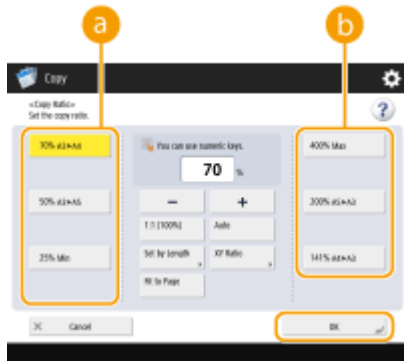 a
b
Copy
<Copy Ratio>
Set the copy ratio.
?
70% A3▸A4
You can use numeric keys.
400% Max
70 %
50% A3▸A5
− +
200% A5▸A3
1:1 (100%) Auto
25% Min
Set by Length XY Ratio
141% A4▸A3
Fit to Page
× Cancel
OK